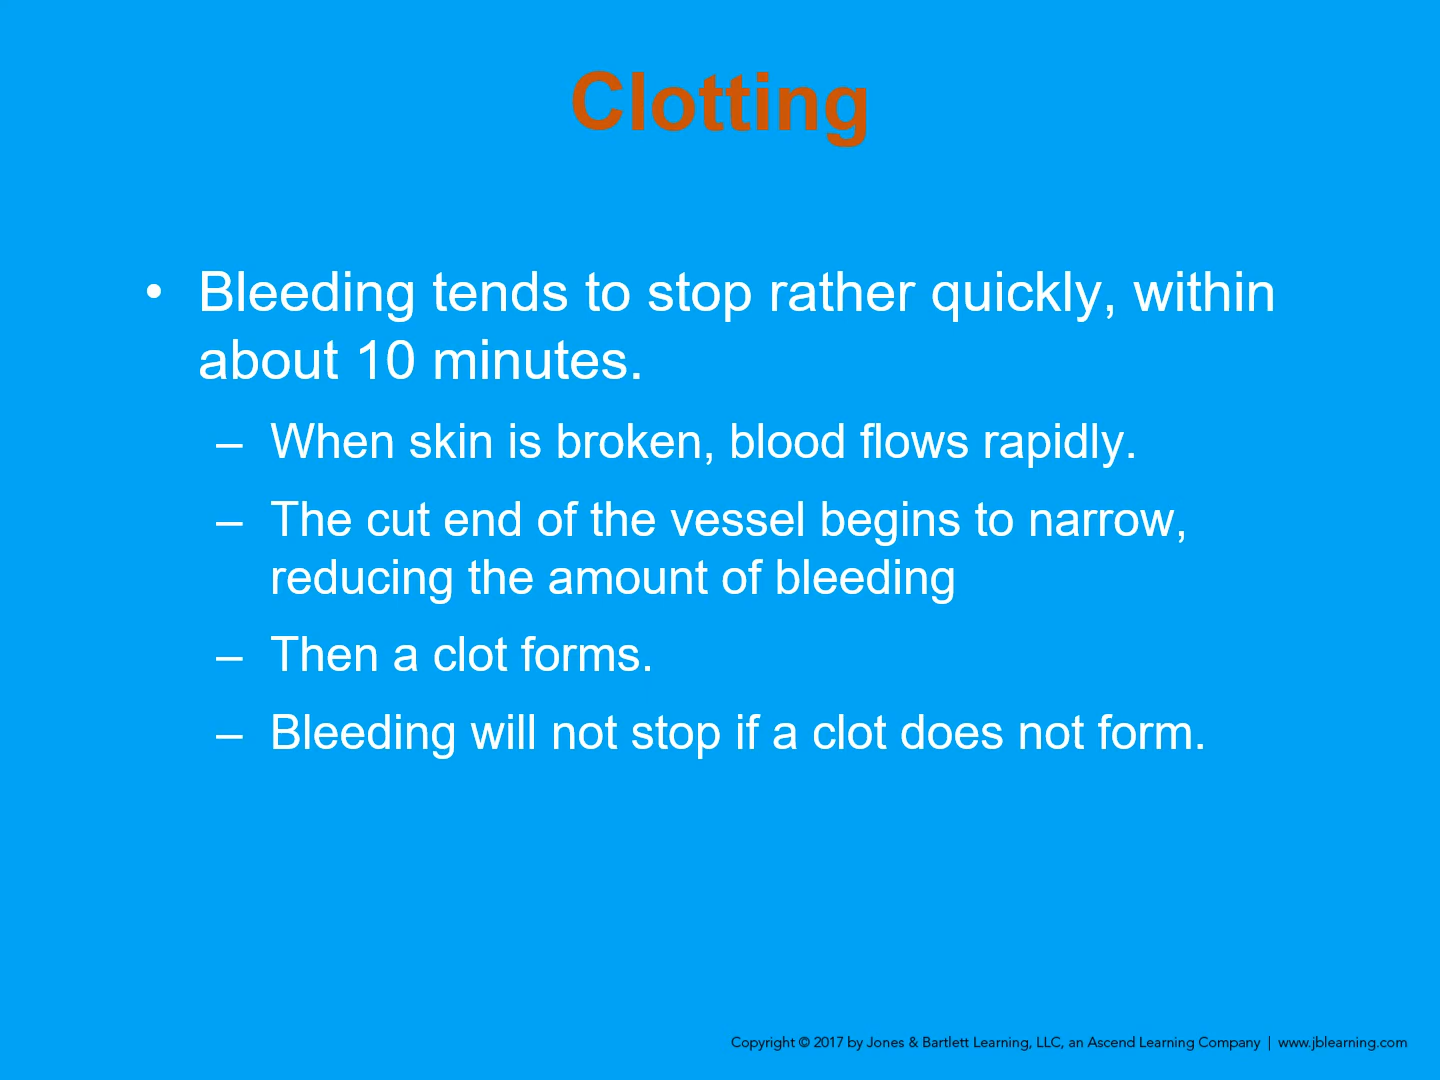 Clotting
• Bleeding tends to stop rather quickly, within
about 10 minutes.
– When skin is broken, blood flows rapidly.
– The cut end of the vessel begins to narrow,
reducing the amount of bleeding
– Then a clot forms.
– Bleeding will not stop if a clot does not form.
Copyright © 2017 by Jones & Bartlett Learning, LLC, an Ascend Learning Company | www.jblearning.com